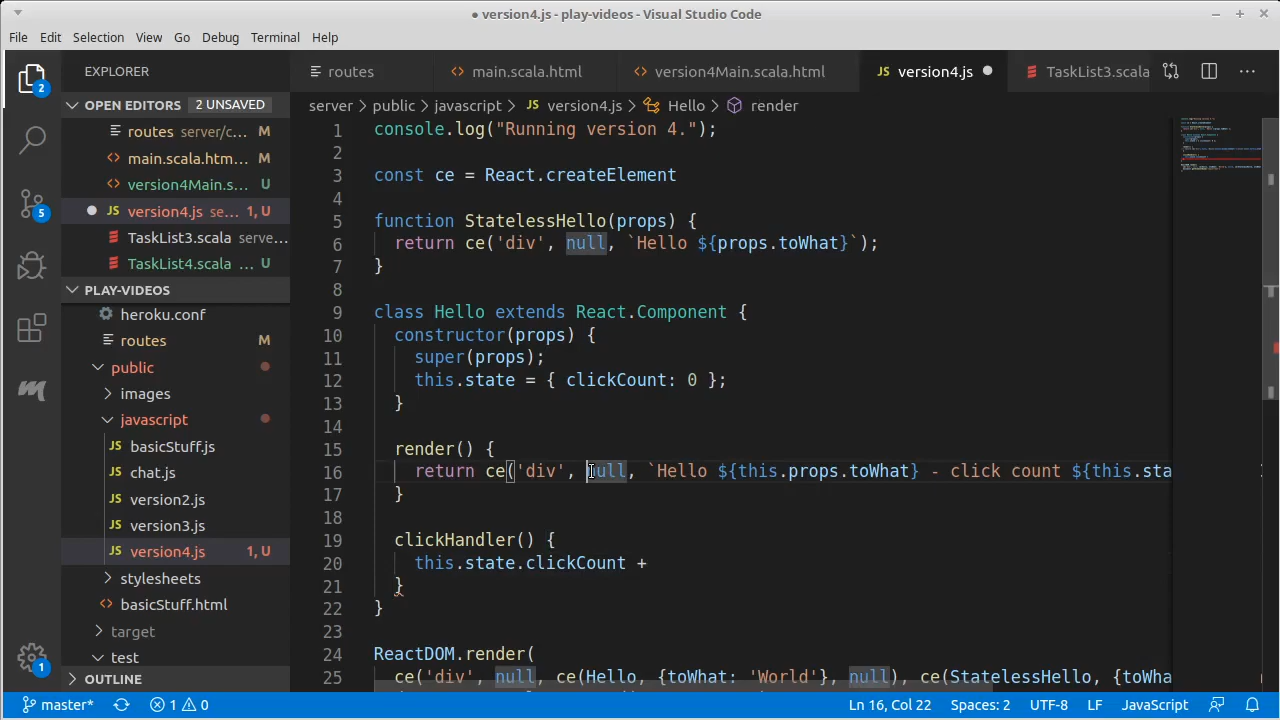 ● version4.js - play-videos - Visual Studio Code
File Edit Selection View Go Debug Terminal Help
EXPLORER
routes
main.scala.html
version4Main.scala.html
JS version4.js ●
TaskList3.scala
OPEN EDITORS 2 UNSAVED
server › public › javascript › JS version4.js › Hello › render
routes server/c... M
main.scala.htm... M
version4Main.s... U
● JS version4.js se... 1, U
TaskList3.scala serve...
TaskList4.scala ... U
PLAY-VIDEOS
heroku.conf
routes M
public
images
javascript
JS basicStuff.js
JS chat.js
JS version2.js
JS version3.js
JS version4.js 1, U
stylesheets
basicStuff.html
target
test
OUTLINE
2
5
1
1 console.log("Running version 4.");
2
3 const ce = React.createElement
4
5 function StatelessHello(props) {
6 return ce('div', null, `Hello ${props.toWhat}`);
7 }
8
9 class Hello extends React.Component {
10 constructor(props) {
11 super(props);
12 this.state = { clickCount: 0 };
13 }
14
15 render() {
16 return ce('div', null, `Hello ${this.props.toWhat} - click count ${this.sta
17 }
18
19 clickHandler() {
20 this.state.clickCount +
21 }
22 }
23
24 ReactDOM.render(
25 ce('div', null, ce(Hello, {toWhat: 'World'}, null), ce(StatelessHello, {toWha
master* 1 0 Ln 16, Col 22 Spaces: 2 UTF-8 LF JavaScript